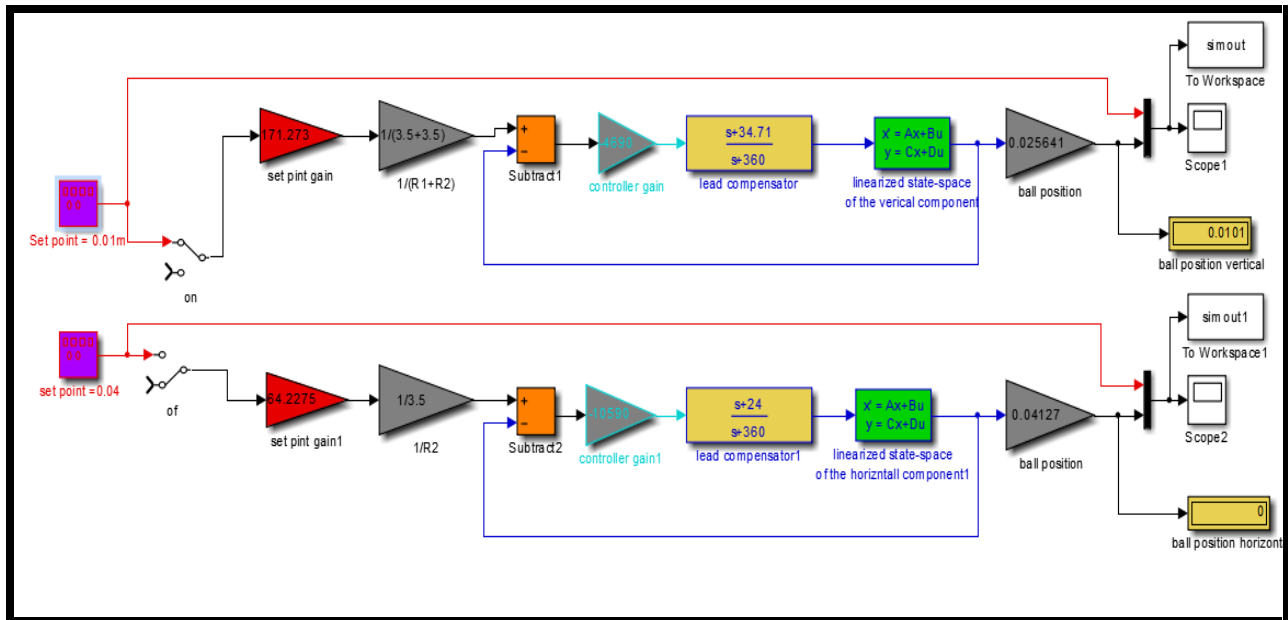 simout
To Workspace
171.273
set pint gain
1/(3.5+3.5)
1/(R1+R2)
+
−
Subtract1
-4690
controller gain
s+34.71
s+360
lead compensator
x' = Ax+Bu
y = Cx+Du
linearized state-space
of the verical component
0.025641
ball position
Scope1
Set point = 0.01m
on
0.0101
ball position vertical
simout1
To Workspace1
set point =0.04
of
64.2275
set pint gain1
1/3.5
1/R2
+
−
Subtract2
-10590
controller gain1
s+24
s+360
lead compensator1
x' = Ax+Bu
y = Cx+Du
linearized state-space
of the horizntall component1
0.04127
ball position
Scope2
0
ball position horizont